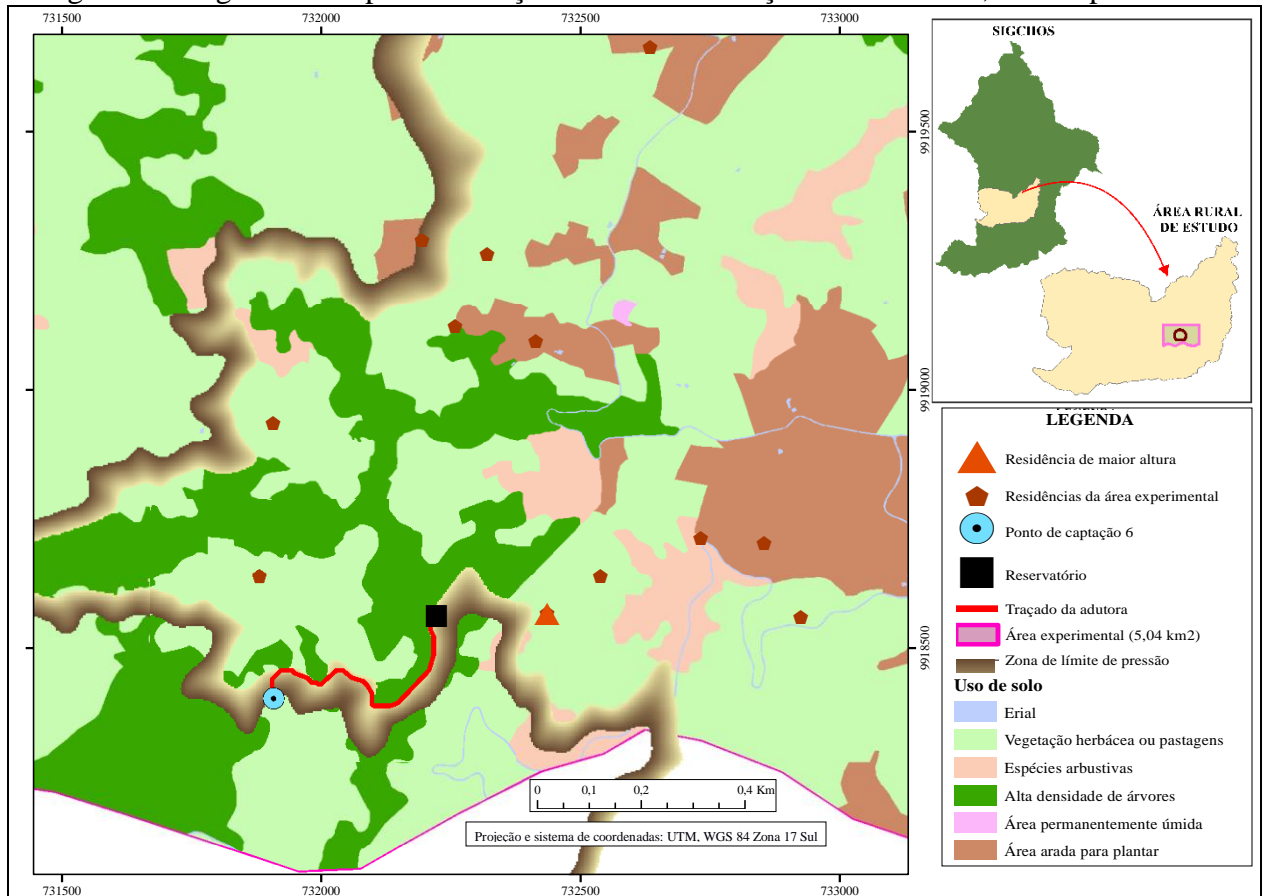 731500 732000 732500 733000
9919500
9919000
9918500
SIGCHOS
ÁREA RURAL
DE ESTUDO
LEGENDA
Residência de maior altura
Residências da área experimental
Ponto de captação 6
Reservatório
Traçado da adutora
Área experimental (5,04 km2)
Zona de límite de pressão
Uso de solo
Erial
Vegetação herbácea ou pastagens
Espécies arbustivas
Alta densidade de árvores
Área permanentemente úmida
Área arada para plantar
0 0,1 0,2 0,4 Km
Projeção e sistema de coordenadas: UTM, WGS 84 Zona 17 Sul
731500 732000 732500 733000